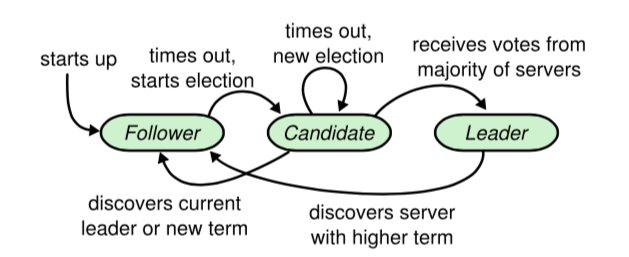 starts up
times out,
starts election
times out,
new election
receives votes from
majority of servers
Follower
Candidate
Leader
discovers current
leader or new term
discovers server
with higher term